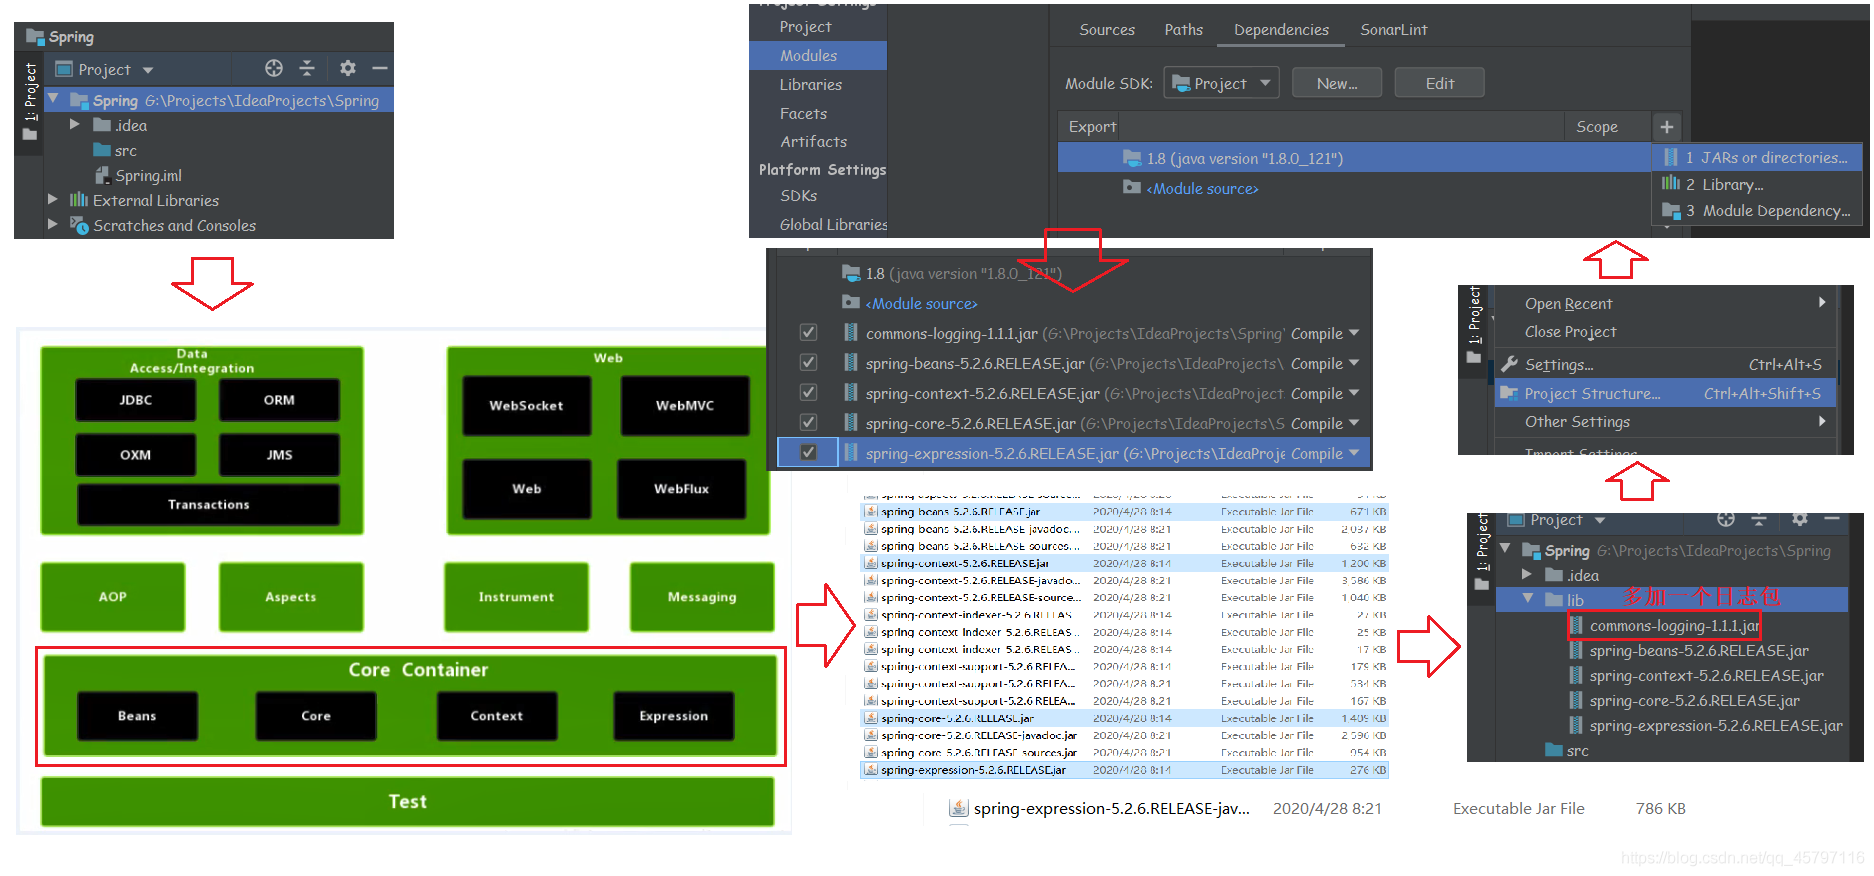 Spring
1: Project
Project
Spring G:\Projects\IdeaProjects\Spring
.idea
src
Spring.iml
External Libraries
Scratches and Consoles
Data
Access/Integration
JDBC
ORM
OXM
JMS
Transactions
Web
WebSocket
WebMVC
Web
WebFlux
AOP
Aspects
Instrument
Messaging
Core Container
Beans
Core
Context
Expression
Test
spring-beans-5.2.6.RELEASE.jar 2020/4/28 8:14 Executable Jar File 671 KB
spring-beans-5.2.6.RELEASE-javadoc.... 2020/4/28 8:21 Executable Jar File 2,037 KB
spring-beans-5.2.6.RELEASE-sources.... 2020/4/28 8:21 Executable Jar File 632 KB
spring-context-5.2.6.RELEASE.jar 2020/4/28 8:14 Executable Jar File 1,200 KB
spring-context-5.2.6.RELEASE-javado... 2020/4/28 8:21 Executable Jar File 3,586 KB
spring-context-5.2.6.RELEASE-source... 2020/4/28 8:21 Executable Jar File 1,040 KB
spring-context-indexer-5.2.6.RELEAS... 2020/4/28 8:14 Executable Jar File 27 KB
spring-context-indexer-5.2.6.RELEAS... 2020/4/28 8:14 Executable Jar File 25 KB
spring-context-indexer-5.2.6.RELEAS... 2020/4/28 8:14 Executable Jar File 17 KB
spring-context-support-5.2.6.RELEA... 2020/4/28 8:14 Executable Jar File 179 KB
spring-context-support-5.2.6.RELEA... 2020/4/28 8:21 Executable Jar File 534 KB
spring-context-support-5.2.6.RELEA... 2020/4/28 8:21 Executable Jar File 167 KB
spring-core-5.2.6.RELEASE.jar 2020/4/28 8:14 Executable Jar File 1,409 KB
spring-core-5.2.6.RELEASE-javadoc.jar 2020/4/28 8:21 Executable Jar File 2,596 KB
spring-core-5.2.6.RELEASE-sources.jar 2020/4/28 8:21 Executable Jar File 954 KB
spring-expression-5.2.6.RELEASE.jar 2020/4/28 8:14 Executable Jar File 276 KB
spring-expression-5.2.6.RELEASE-jav... 2020/4/28 8:21 Executable Jar File 786 KB
1: Project
Project
Spring G:\Projects\IdeaProjects\Spring
.idea
lib 多加一个日志包
commons-logging-1.1.1.jar
spring-beans-5.2.6.RELEASE.jar
spring-context-5.2.6.RELEASE.jar
spring-core-5.2.6.RELEASE.jar
spring-expression-5.2.6.RELEASE.jar
src
1: Project
Open Recent
Close Project
Settings... Ctrl+Alt+S
Project Structure... Ctrl+Alt+Shift+S
Other Settings
Import Settings
Project Settings
Project
Modules
Libraries
Facets
Artifacts
Platform Settings
SDKs
Global Libraries
Sources Paths Dependencies SonarLint
Module SDK: Project New... Edit
Export Scope +
1.8 (java version "1.8.0_121")
<Module source>
1 JARs or directories...
2 Library...
3 Module Dependency...
1.8 (java version "1.8.0_121")
<Module source>
commons-logging-1.1.1.jar (G:\Projects\IdeaProjects\Spring\ Compile
spring-beans-5.2.6.RELEASE.jar (G:\Projects\IdeaProjects\ Compile
spring-context-5.2.6.RELEASE.jar (G:\Projects\IdeaProject: Compile
spring-core-5.2.6.RELEASE.jar (G:\Projects\IdeaProjects\S Compile
spring-expression-5.2.6.RELEASE.jar (G:\Projects\IdeaProje Compile
https://blog.csdn.net/qq_45797116